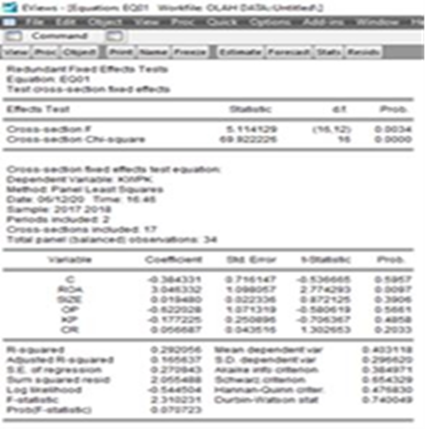 EViews - [Equation: EQ01 Workfile: OLAH DATA::Untitled\]
File Edit Object View Proc Quick Options Add-ins Window
Command
View Proc Object Print Name Freeze Estimate Forecast Stats Resids
Redundant Fixed Effects Tests
Equation: EQ01
Test cross-section fixed effects
Effects Test Statistic d.f. Prob.
Cross-section F 5.114129 (16,12) 0.0034
Cross-section Chi-square 69.922226 16 0.0000
Cross-section fixed effects test equation:
Dependent Variable: KWPK
Method: Panel Least Squares
Date: 06/12/20 Time: 16:46
Sample: 2017 2018
Periods included: 2
Cross-sections included: 17
Total panel (balanced) observations: 34
Variable Coefficient Std. Error t-Statistic Prob.
C -0.384331 0.716147 -0.536665 0.5957
ROA 3.046332 1.098057 2.774293 0.0097
SIZE 0.019480 0.022336 0.872125 0.3906
OP -0.622028 1.071319 -0.580619 0.5661
KP -0.177225 0.250896 -0.706367 0.4858
CR 0.056687 0.043516 1.302653 0.2033
R-squared 0.292056 Mean dependent var 0.403118
Adjusted R-squared 0.165637 S.D. dependent var 0.296620
S.E. of regression 0.270943 Akaike info criterion 0.384971
Sum squared resid 2.055488 Schwarz criterion 0.654329
Log likelihood -0.544504 Hannan-Quinn criter. 0.476830
F-statistic 2.310231 Durbin-Watson stat 0.740049
Prob(F-statistic) 0.070723